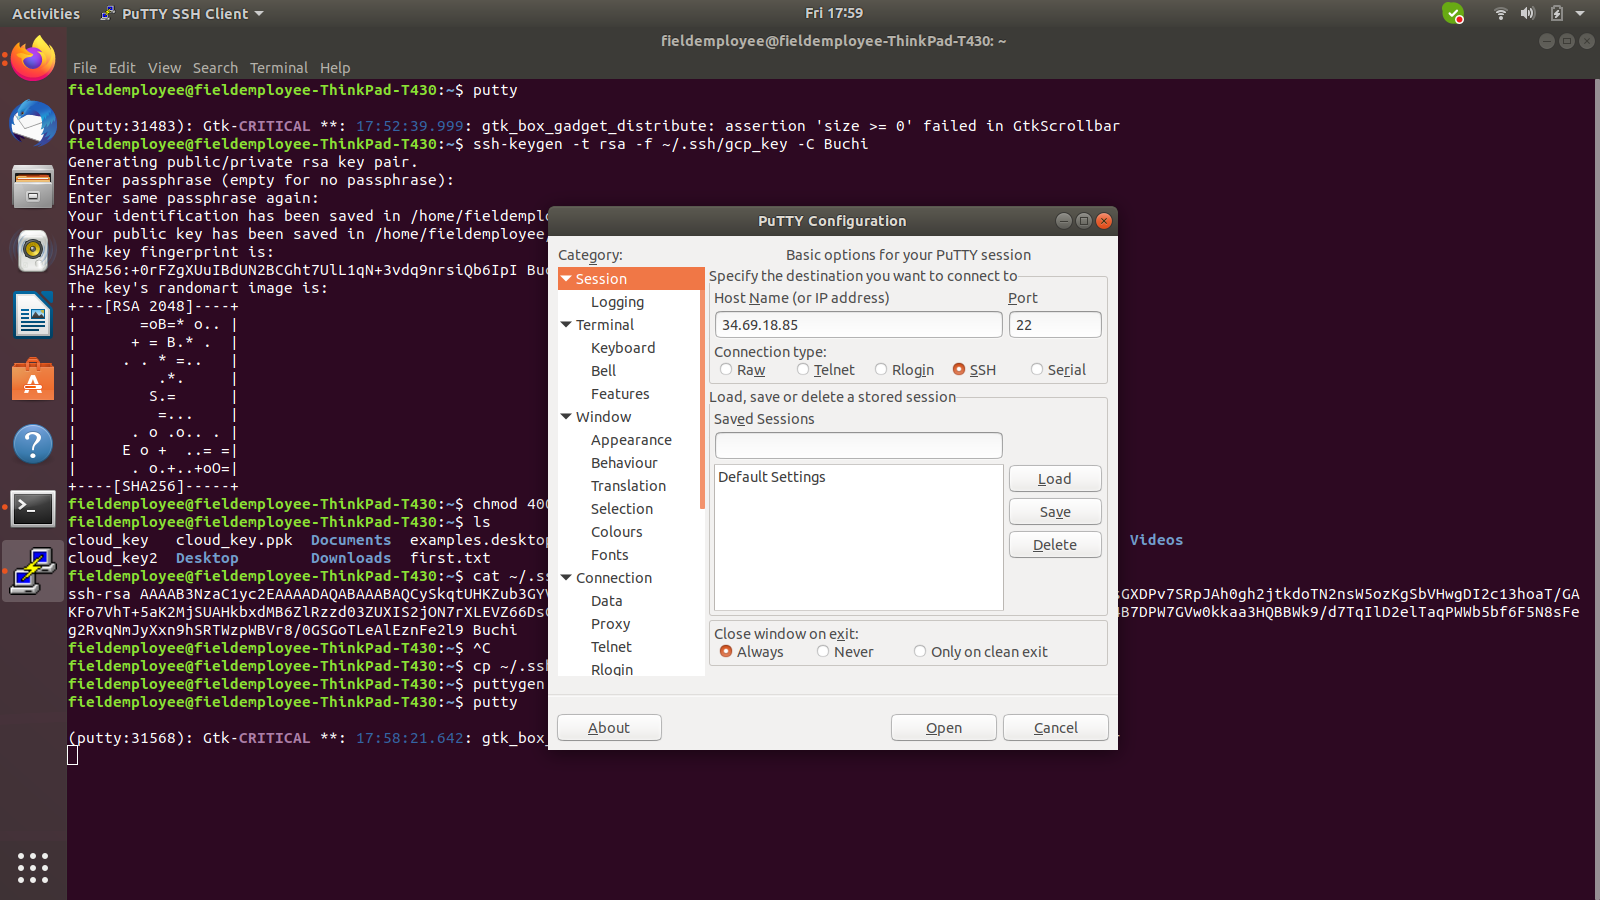 Activities
PuTTY SSH Client
Fri 17:59
fieldemployee@fieldemployee-ThinkPad-T430: ~
File Edit View Search Terminal Help
fieldemployee@fieldemployee-ThinkPad-T430:~$ putty
(putty:31483): Gtk-CRITICAL **: 17:52:39.999: gtk_box_gadget_distribute: assertion 'size >= 0' failed in GtkScrollbar
fieldemployee@fieldemployee-ThinkPad-T430:~$ ssh-keygen -t rsa -f ~/.ssh/gcp_key -C Buchi
Generating public/private rsa key pair.
Enter passphrase (empty for no passphrase):
Enter same passphrase again:
Your identification has been saved in /home/fieldemplo
Your public key has been saved in /home/fieldemployee
The key fingerprint is:
SHA256:+0rFZgXUuIBdUN2BCGht7UlL1qN+3vdq9nrsiQb6IpI Buc
The key's randomart image is:
+---[RSA 2048]----+
|       =oB=* o.. |
|      + = B.* .  |
|     . . * =..   |
|         .*.     |
|        S.=      |
|         =...    |
|      . o .o.. . |
|     E o +  ..= =|
|      . o.+..+oO=|
+----[SHA256]-----+
fieldemployee@fieldemployee-ThinkPad-T430:~$ chmod 400
fieldemployee@fieldemployee-ThinkPad-T430:~$ ls
cloud_key cloud_key.ppk Documents examples.desktop Videos
cloud_key2 Desktop Downloads first.txt
fieldemployee@fieldemployee-ThinkPad-T430:~$ cat ~/.ss
ssh-rsa AAAAB3NzaC1yc2EAAAADAQABAAABAQCySkqtUHKZub3GYV GXDPv7SRpJAh0gh2jtkdoTN2nsW5ozKgSbVHwgDI2c13hoaT/GA
KFo7VhT+5aK2MjSUAHkbxdMB6ZlRzzd03ZUXIS2jON7rXLEVZ66Ds B7DPW7GVw0kkaa3HQBBWk9/d7TqIlD2elTaqPWWb5bf6F5N8sFe
g2RvqNmJyXxn9hSRTWzpWBVr8/0GSGoTLeAlEznFe2l9 Buchi
fieldemployee@fieldemployee-ThinkPad-T430:~$ ^C
fieldemployee@fieldemployee-ThinkPad-T430:~$ cp ~/.ssh
fieldemployee@fieldemployee-ThinkPad-T430:~$ puttygen
fieldemployee@fieldemployee-ThinkPad-T430:~$ putty
(putty:31568): Gtk-CRITICAL **: 17:58:21.642: gtk_box_
PuTTY Configuration
Category:
Session
Logging
Terminal
Keyboard
Bell
Features
Window
Appearance
Behaviour
Translation
Selection
Colours
Fonts
Connection
Data
Proxy
Telnet
Rlogin
Basic options for your PuTTY session
Specify the destination you want to connect to
Host Name (or IP address) Port
34.69.18.85 22
Connection type:
Raw Telnet Rlogin SSH Serial
Load, save or delete a stored session
Saved Sessions
Default Settings
Load
Save
Delete
Close window on exit:
Always Never Only on clean exit
About
Open
Cancel